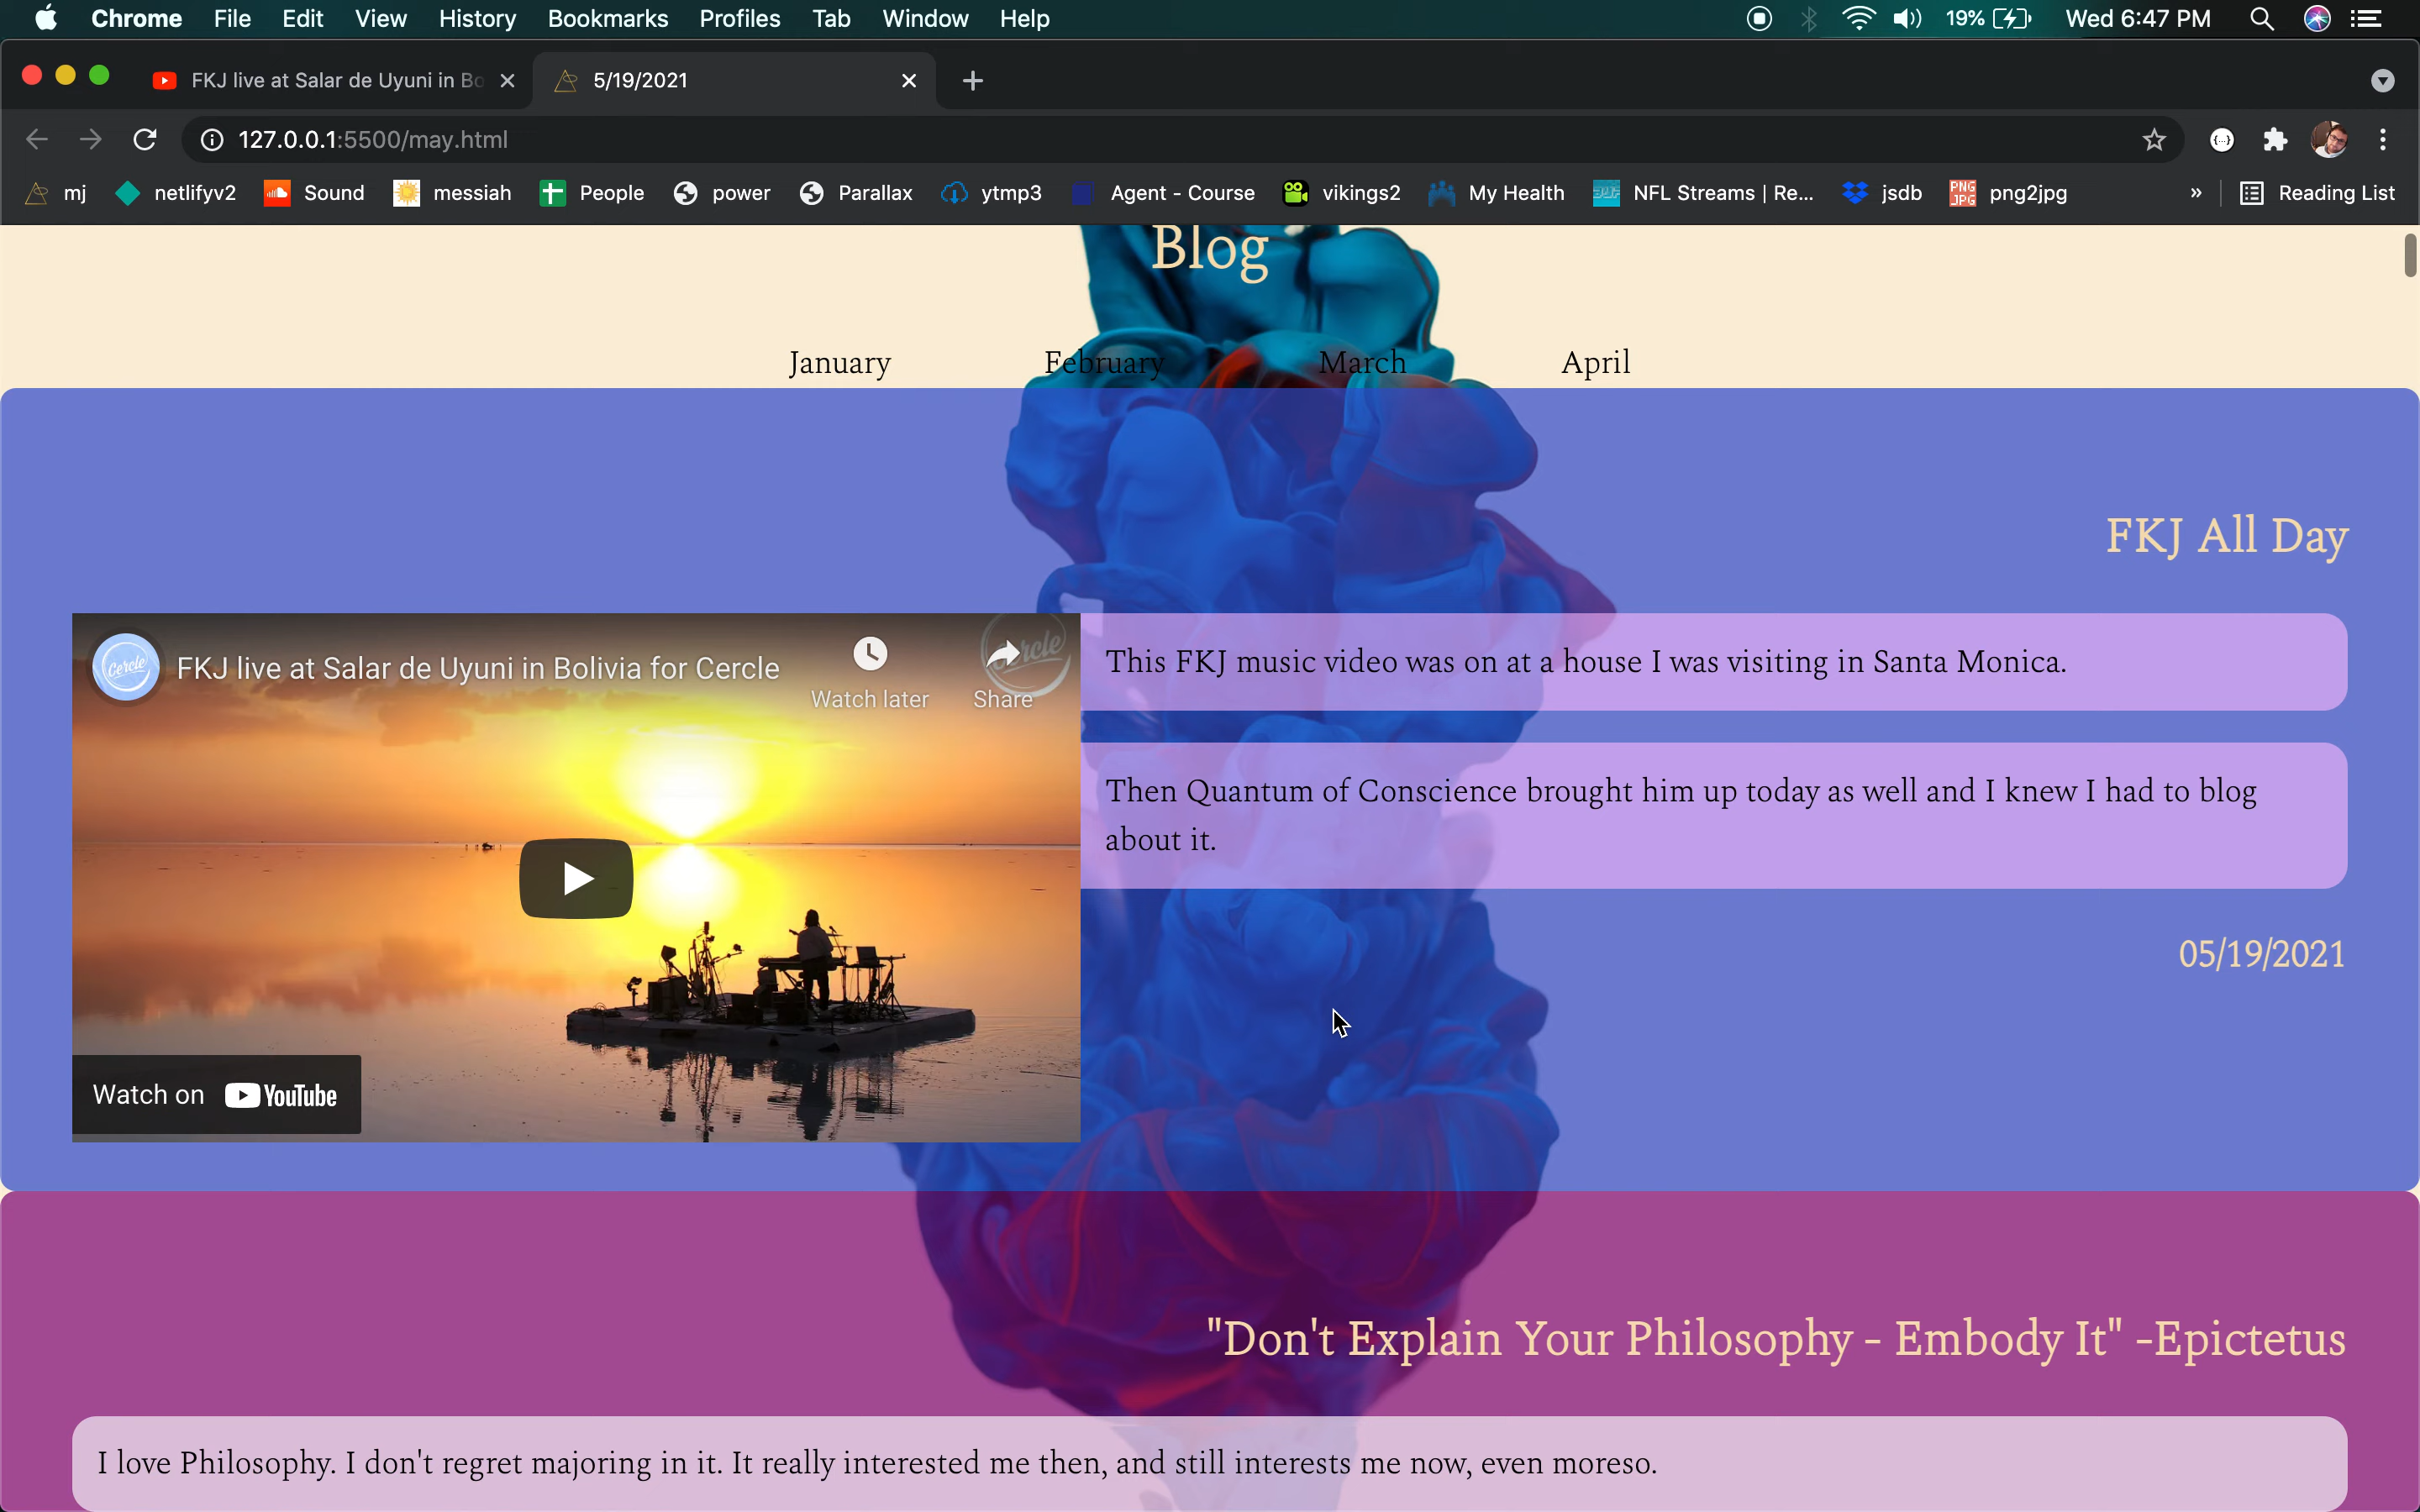 Chrome File Edit View History Bookmarks Profiles Tab Window Help 19% Wed 6:47 PM
FKJ live at Salar de Uyuni in Bo 5/19/2021
127.0.0.1:5500/may.html
mj netlifyv2 Sound messiah People power Parallax ytmp3 Agent - Course vikings2 My Health NFL Streams | Re... jsdb PNG JPG png2jpg » Reading List
Blog
January February March April
FKJ All Day
Cercle FKJ live at Salar de Uyuni in Bolivia for Cercle
Watch later Share
This FKJ music video was on at a house I was visiting in Santa Monica.
Then Quantum of Conscience brought him up today as well and I knew I had to blog
about it.
05/19/2021
Watch on YouTube
"Don't Explain Your Philosophy - Embody It" -Epictetus
I love Philosophy. I don't regret majoring in it. It really interested me then, and still interests me now, even moreso.